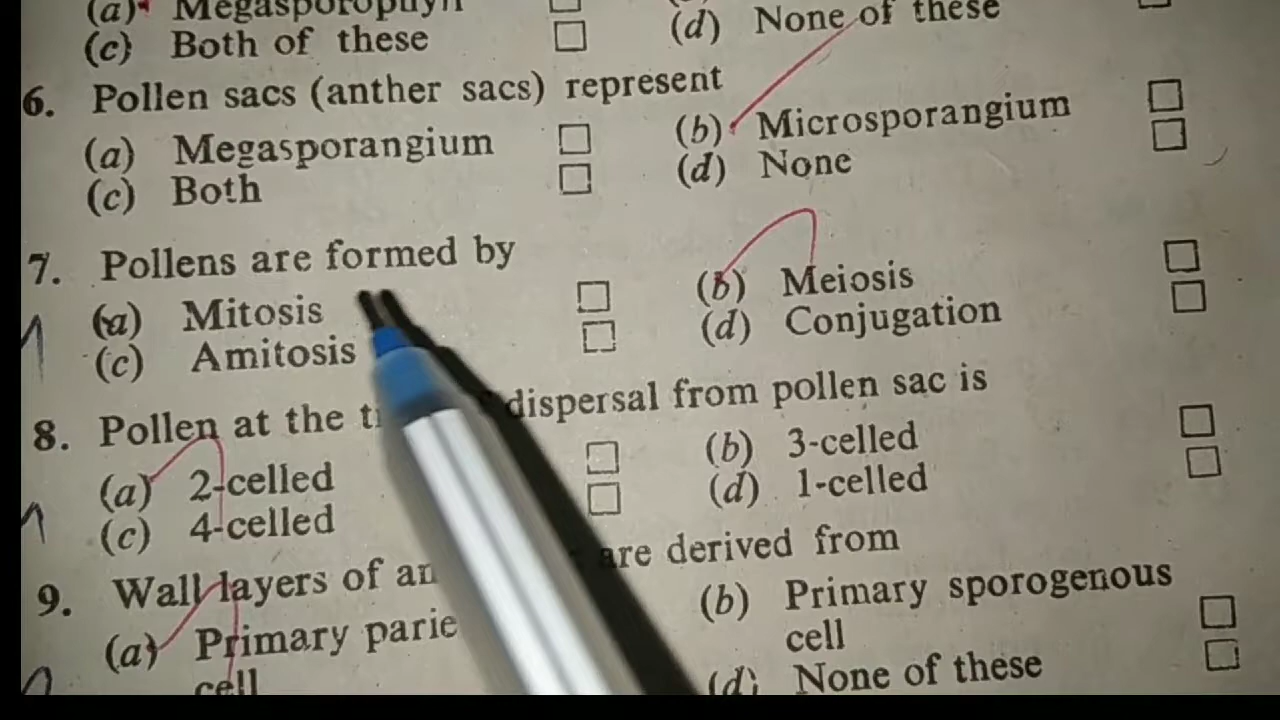 (a) Megasporophyll
(c) Both of these (d) None of these
6. Pollen sacs (anther sacs) represent
(a) Megasporangium (b) Microsporangium
(c) Both (d) None
7. Pollens are formed by
(a) Mitosis (b) Meiosis
(c) Amitosis (d) Conjugation
8. Pollen at the dispersal from pollen sac is
(a) 2-celled (b) 3-celled
(c) 4-celled (d) 1-celled
9. Wall layers of are derived from
(a) Primary (b) Primary sporogenous
cell cell
(d) None of these